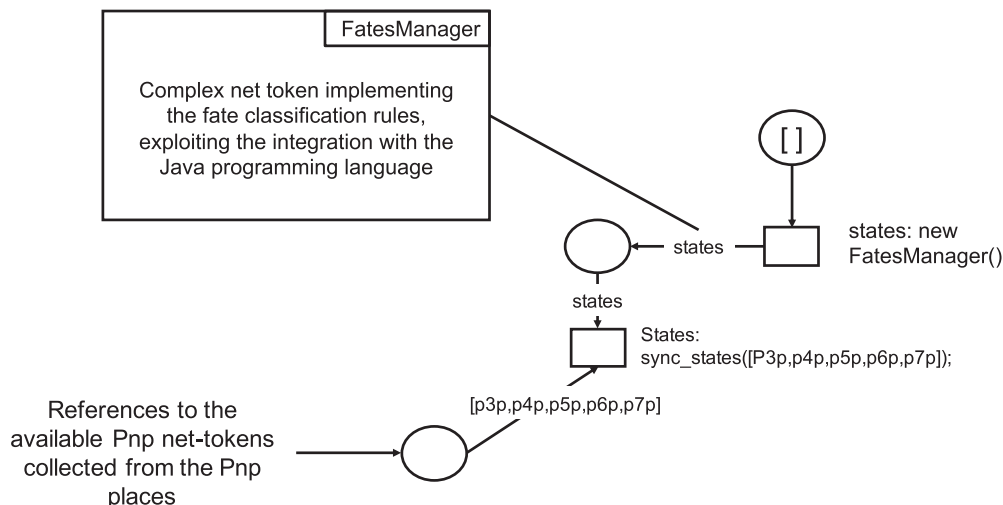 FatesManager
Complex net token implementing
the fate classification rules,
exploiting the integration with the
Java programming language
[ ]
states: new
FatesManager()
states
states
States:
sync_states([P3p,p4p,p5p,p6p,p7p]);
[p3p,p4p,p5p,p6p,p7p]
References to the
available Pnp net-tokens
collected from the Pnp
places